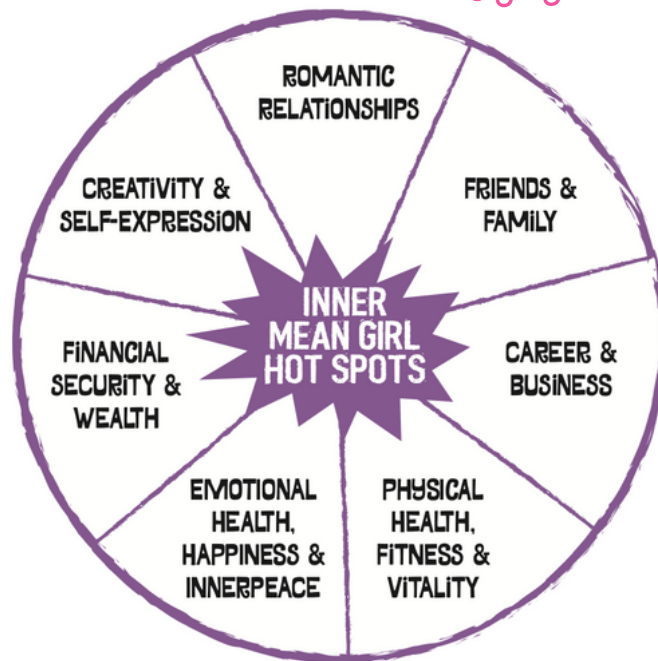 ROMANTIC
RELATIONSHIPS
FRIENDS &
FAMILY
CAREER &
BUSINESS
PHYSICAL
HEALTH,
FITNESS &
VITALITY
EMOTIONAL
HEALTH,
HAPPINESS &
INNERPEACE
FINANCIAL
SECURITY &
WEALTH
CREATIVITY &
SELF-EXPRESSION
INNER
MEAN GIRL
HOT SPOTS